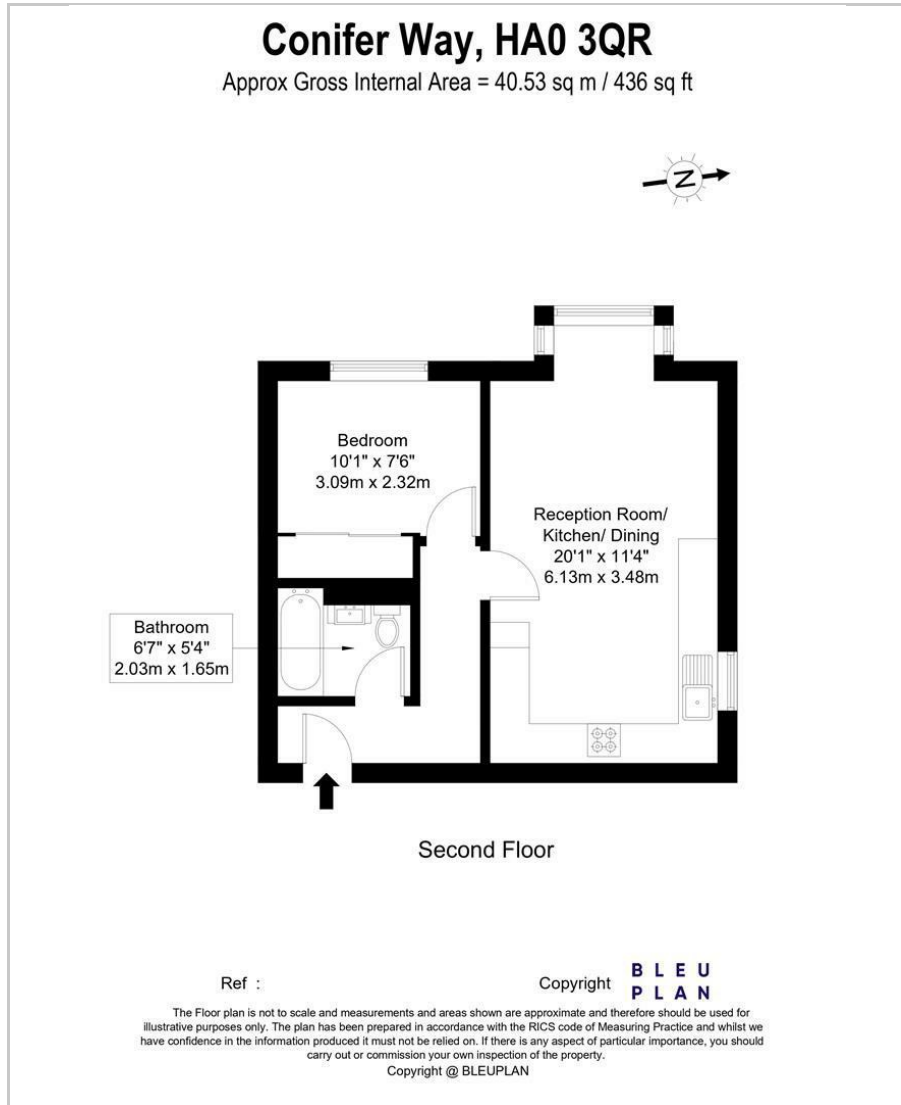 Conifer Way, HA0 3QR
Approx Gross Internal Area = 40.53 sq m / 436 sq ft
N
Bedroom
10'1" x 7'6"
3.09m x 2.32m
Reception Room/
Kitchen/ Dining
20'1" x 11'4"
6.13m x 3.48m
Bathroom
6'7" x 5'4"
2.03m x 1.65m
Second Floor
Ref :
Copyright
BLEU
PLAN
The Floor plan is not to scale and measurements and areas shown are approximate and therefore should be used for
illustrative purposes only. The plan has been prepared in accordance with the RICS code of Measuring Practice and whilst we
have confidence in the information produced it must not be relied on. If there is any aspect of particular importance, you should
carry out or commission your own inspection of the property.
Copyright @ BLEUPLAN